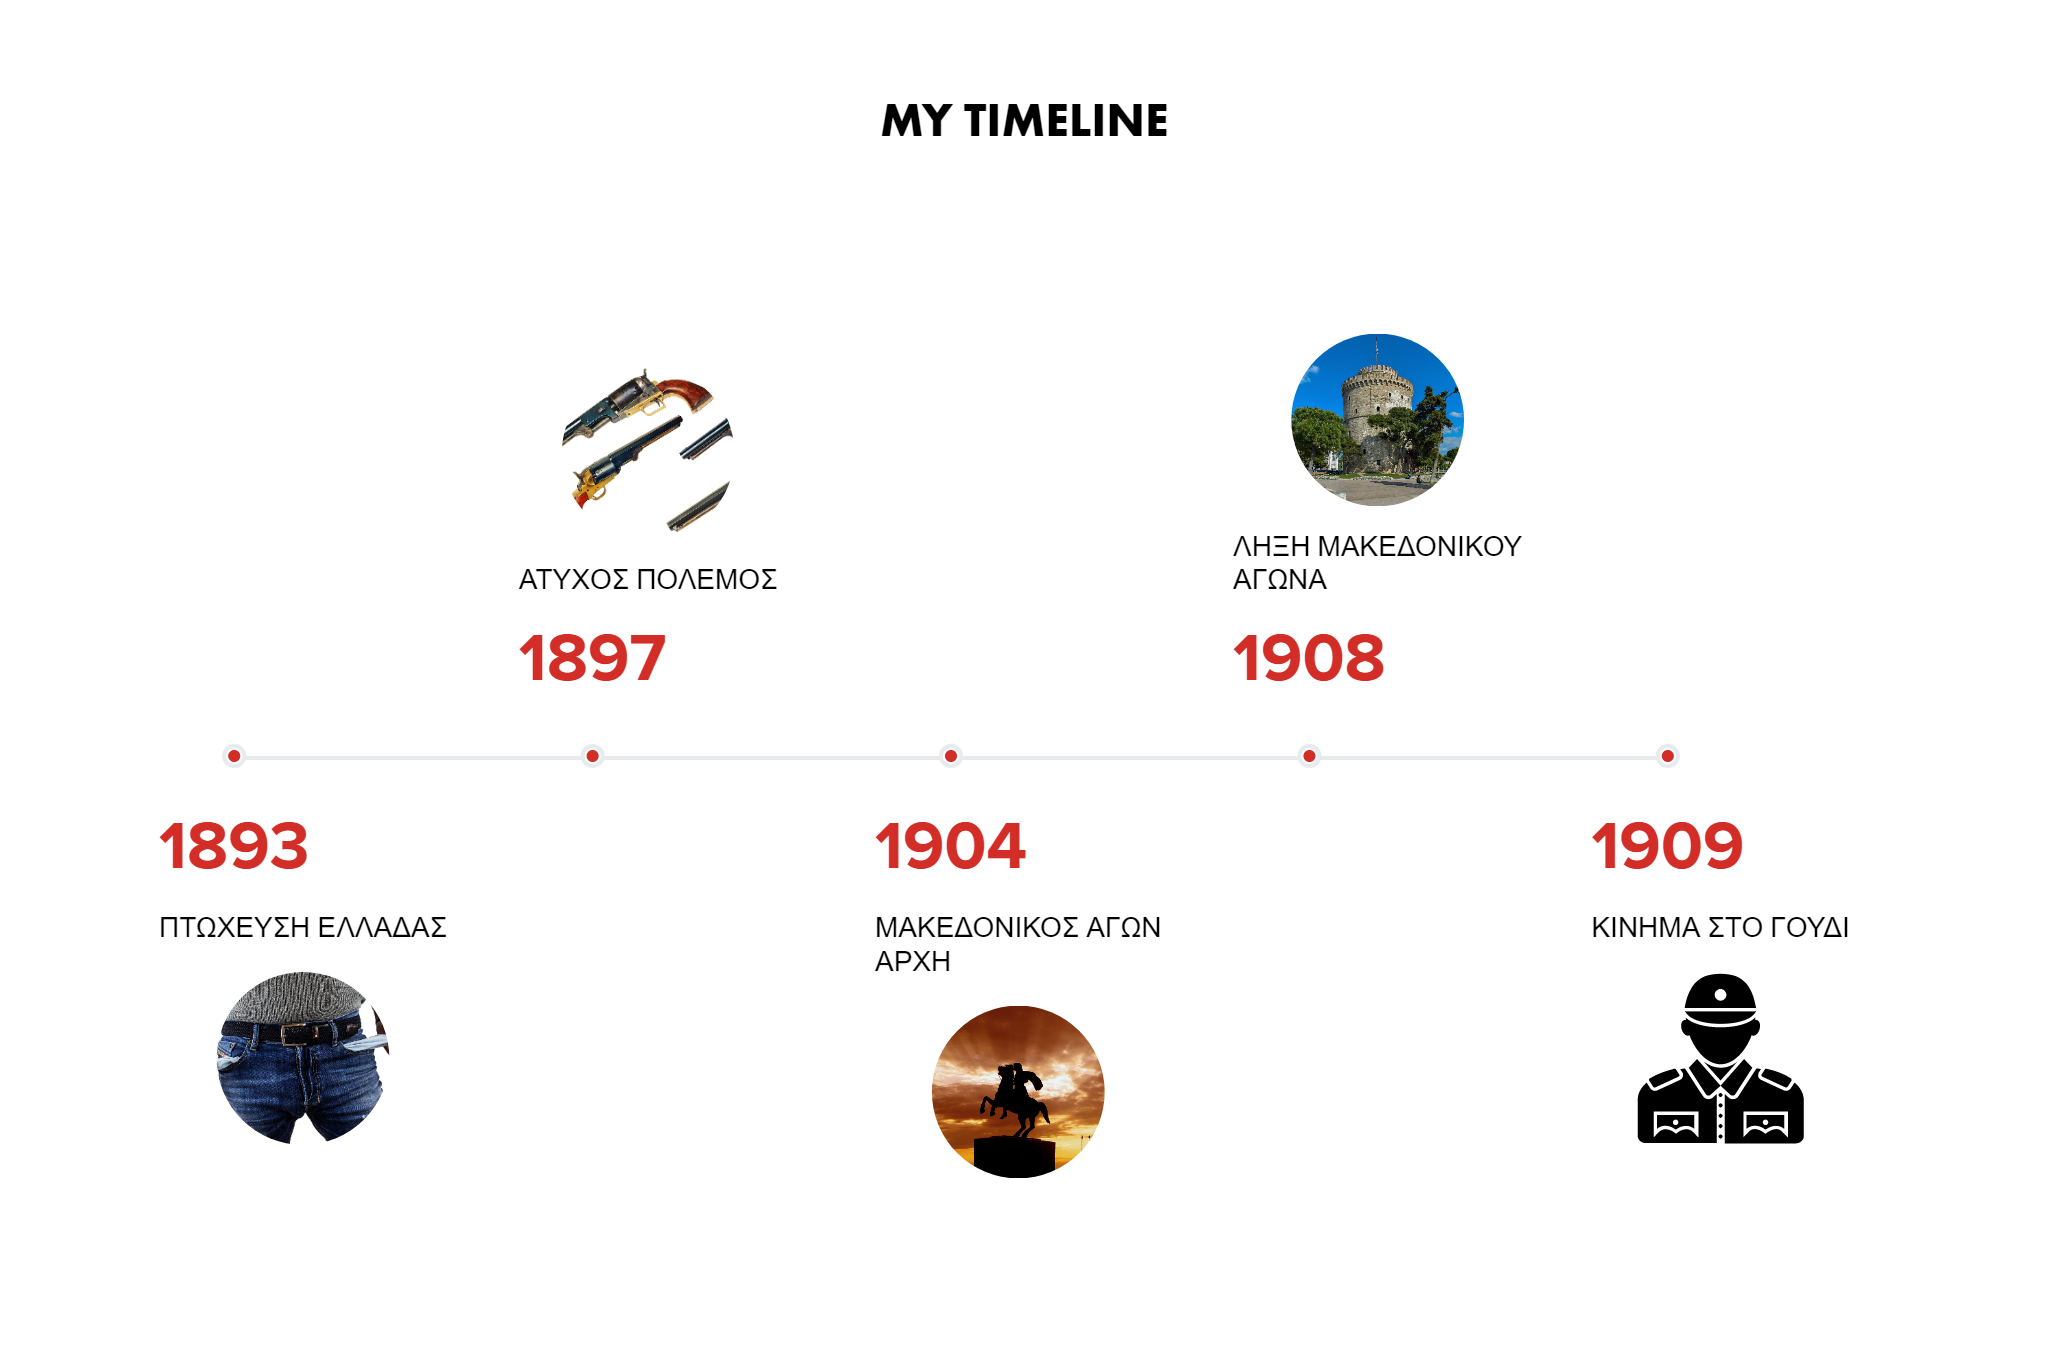 MY TIMELINE
1893
ΠΤΩΧΕΥΣΗ ΕΛΛΑΔΑΣ
ΑΤΥΧΟΣ ΠΟΛΕΜΟΣ
1897
1904
ΜΑΚΕΔΟΝΙΚΟΣ ΑΓΩΝ
ΑΡΧΗ
ΛΗΞΗ ΜΑΚΕΔΟΝΙΚΟΥ
ΑΓΩΝΑ
1908
1909
ΚΙΝΗΜΑ ΣΤΟ ΓΟΥΔΙ